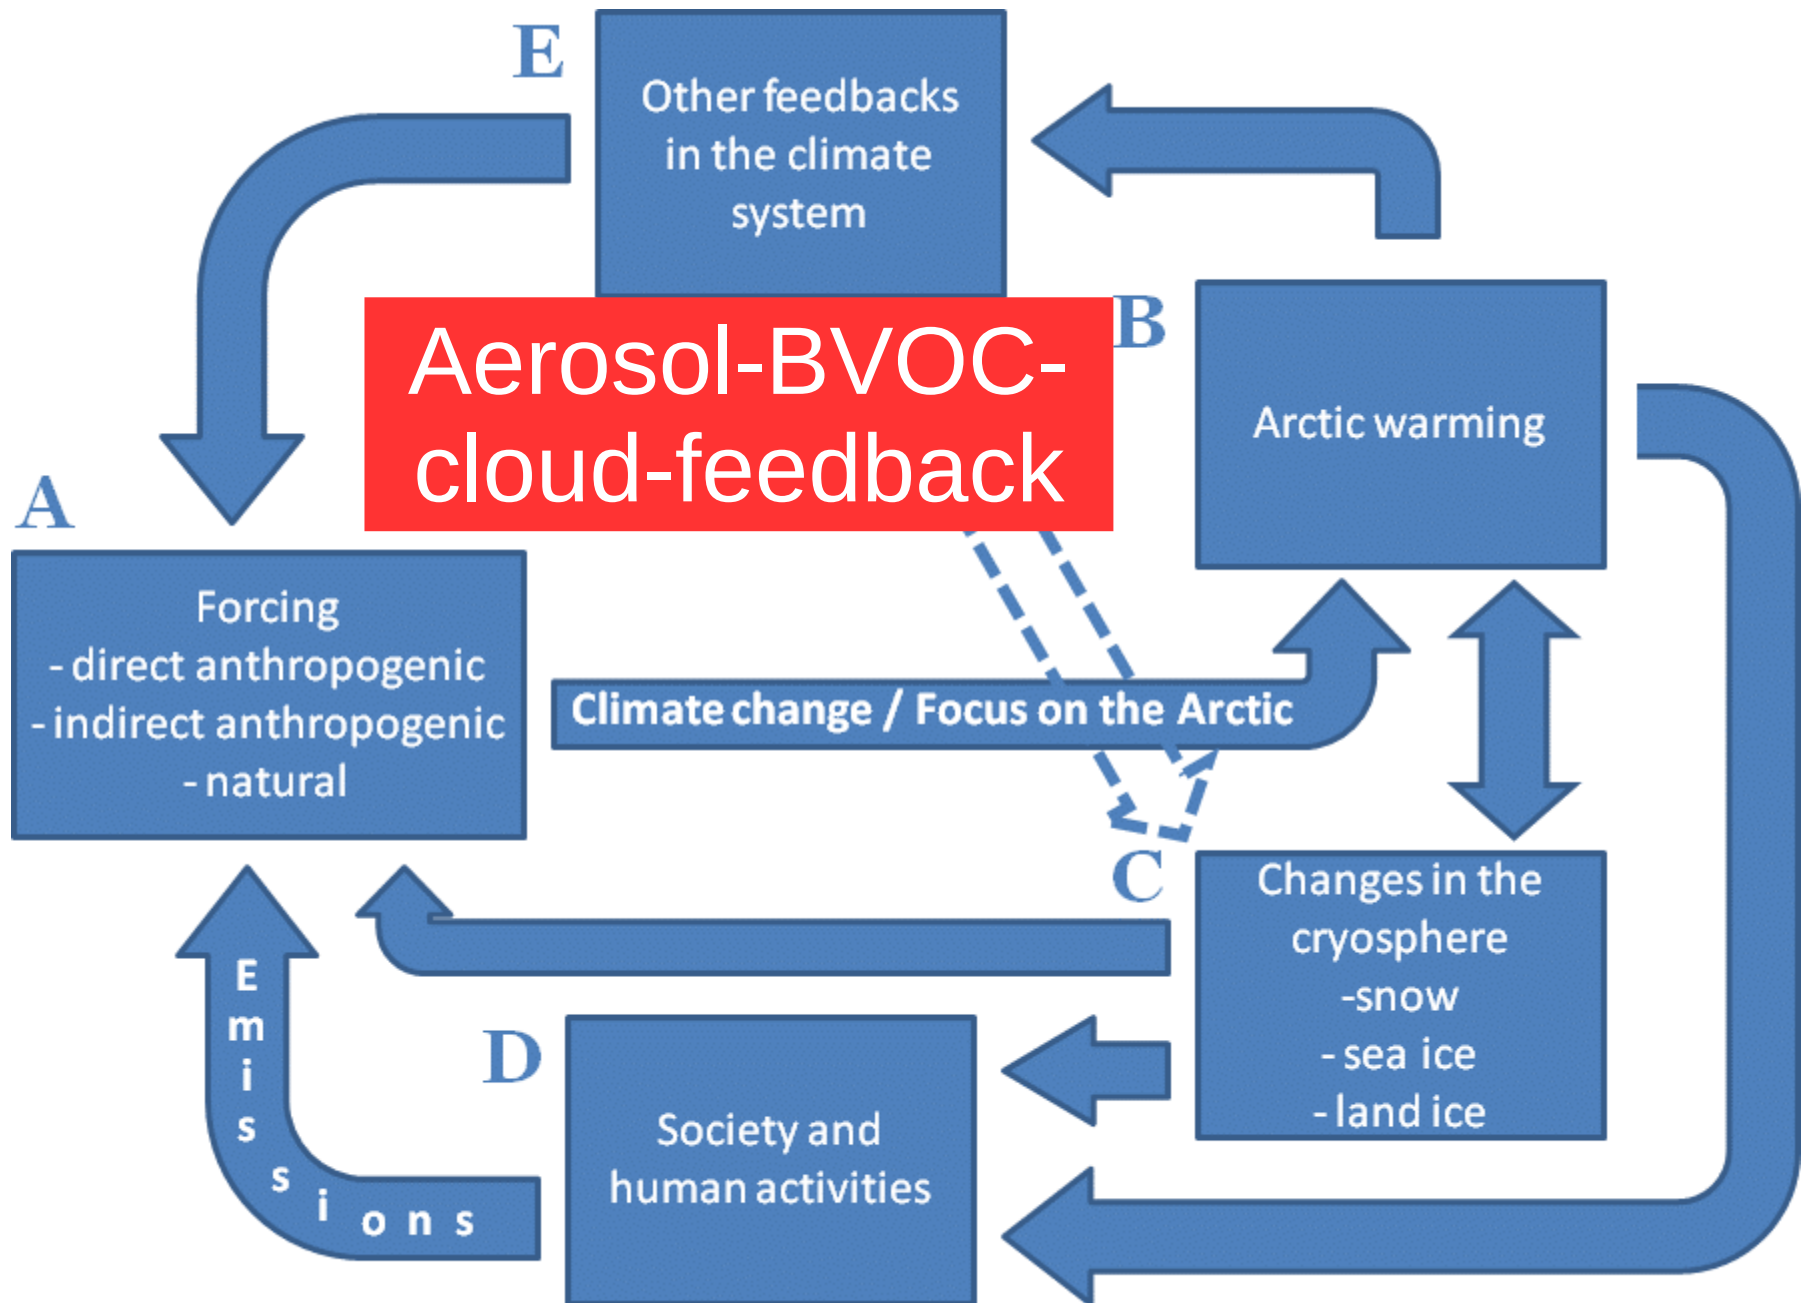 E
Other feedbacks
in the climate
system
Aerosol-BVOC-
cloud-feedback
B
Arctic warming
A
Forcing
- direct anthropogenic
- indirect anthropogenic
- natural
Climate change / Focus on the Arctic
C
Changes in the
cryosphere
-snow
- sea ice
- land ice
D
Society and
human activities
Emissions